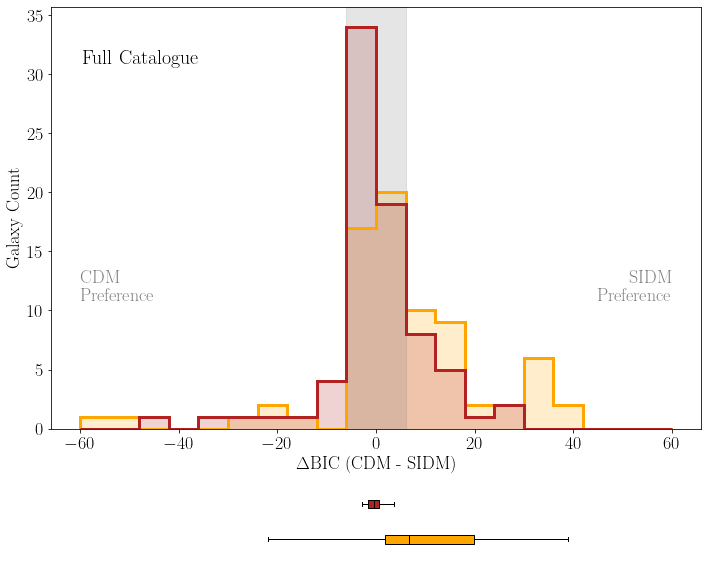 35
30
25
20
15
10
5
0
Galaxy Count
Full Catalogue
CDM
Preference
SIDM
Preference
−60
−40
−20
0
20
40
60
ΔBIC (CDM - SIDM)